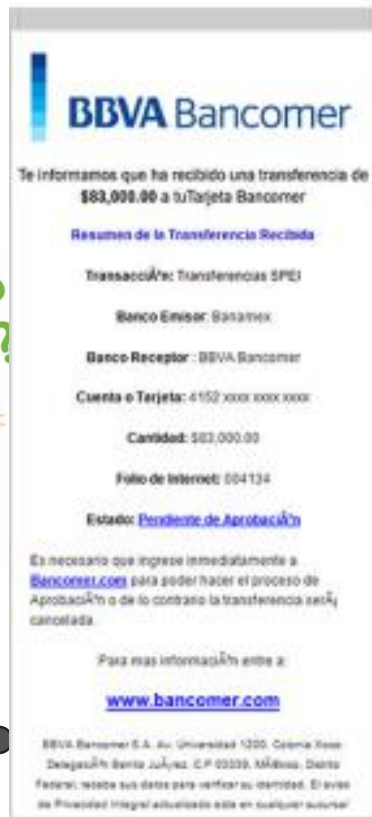 BBVA Bancomer
Te informamos que ha recibido una transferencia de
$83,000.00 a tuTarjeta Bancomer
Resumen de la Transferencia Recibida
TransacciÃ³n: Transferencias SPEI
Banco Emisor: Banamex
Banco Receptor : BBVA Bancomer
Cuenta o Tarjeta: 4152 xxxx xxxx xxxx
Cantidad: $83,000.00
Folio de Internet: 004134
Estado: Pendiente de AprobaciÃ³n
Es necesario que ingrese inmediatamente a
Bancomer.com para poder hacer el proceso de
AprobaciÃ³n o de lo contrario la transferencia serÃ¡
cancelada.
Para mas informaciÃ³n entre a:
www.bancomer.com
BBVA Bancomer S.A. Av. Universidad 1200, Colonia Xoco
DelegaciÃ³n Benito JuÃ¡rez, C.P 03339, MÃ©xico, Distrito
Federal, recaba sus datos para verificar su identidad. El aviso
de Privacidad Integral actualizado esta en cualquier sucursal